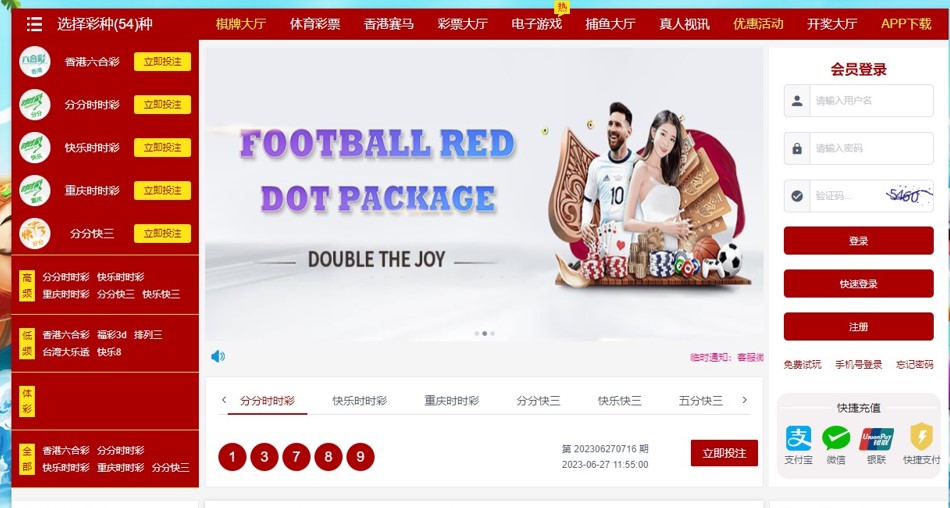 选择彩种(54)种
棋牌大厅 体育彩票 香港赛马 彩票大厅 电子游戏 热 捕鱼大厅 真人视讯 优惠活动 开奖大厅 APP下载
六合彩 香港
香港六合彩 立即投注
分分
分分时时彩 立即投注
快乐
快乐时时彩 立即投注
重庆
重庆时时彩 立即投注
快3 分分
分分快三 立即投注
高频
分分时时彩 快乐时时彩
重庆时时彩 分分快三 快乐快三
低频
香港六合彩 福彩3d 排列三
台湾大乐透 快乐8
体彩
全部
香港六合彩 分分时时彩
快乐时时彩 重庆时时彩 分分快三
FOOTBALL RED
DOT PACKAGE
DOUBLE THE JOY
10
临时通知：客服微
分分时时彩 快乐时时彩 重庆时时彩 分分快三 快乐快三 五分快三
1 3 7 8 9
第 202306270716 期
2023-06-27 11:55:00
立即投注
会员登录
请输入用户名
请输入密码
验证码... 5460
登录
快速登录
注册
免费试玩 手机号登录 忘记密码
快捷充值
支 UnionPay 银联
支付宝 微信 银联 快捷支付